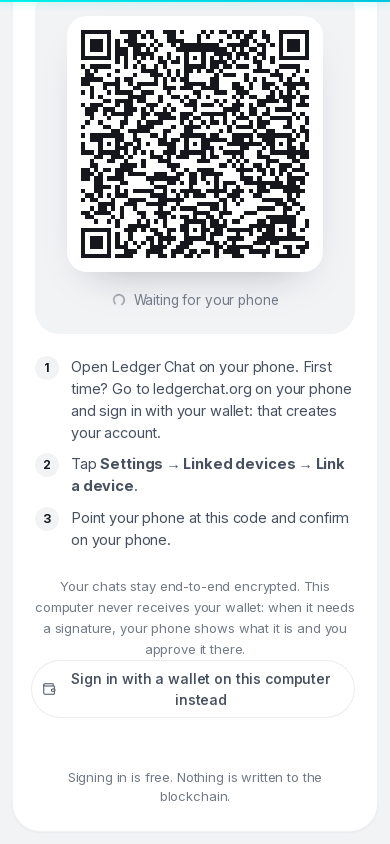 Waiting for your phone
1 Open Ledger Chat on your phone. First
time? Go to ledgerchat.org on your phone
and sign in with your wallet: that creates
your account.
2 Tap Settings → Linked devices → Link
a device.
3 Point your phone at this code and confirm
on your phone.
Your chats stay end-to-end encrypted. This
computer never receives your wallet: when it needs
a signature, your phone shows what it is and you
approve it there.
Sign in with a wallet on this computer
instead
Signing in is free. Nothing is written to the
blockchain.